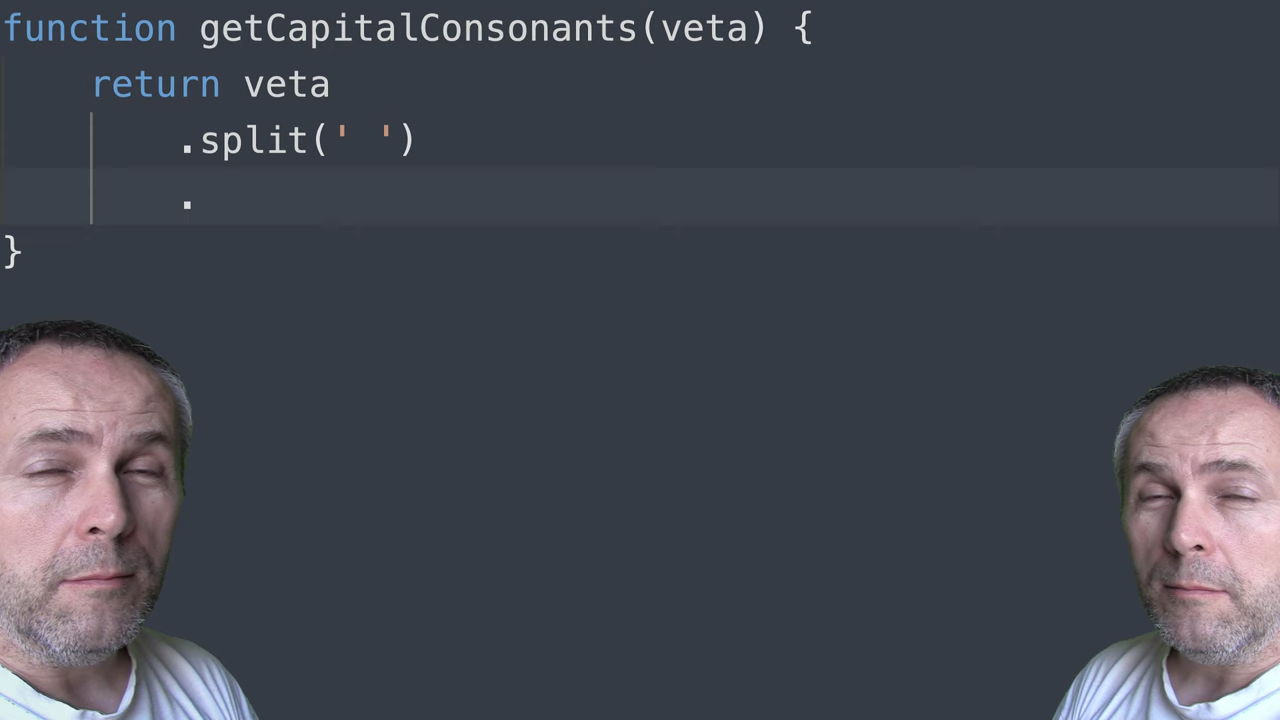 function getCapitalConsonants(veta) {
    return veta
        .split(' ')
        .
}